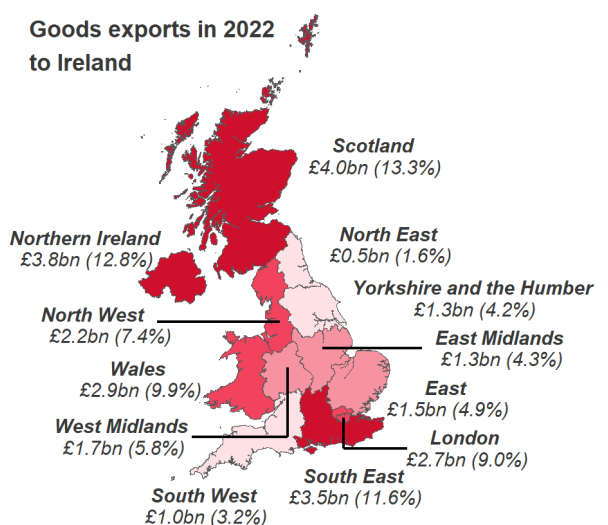 Goods exports in 2022
to Ireland
Scotland
£4.0bn (13.3%)
Northern Ireland
£3.8bn (12.8%)
North East
£0.5bn (1.6%)
Yorkshire and the Humber
£1.3bn (4.2%)
North West
£2.2bn (7.4%)
East Midlands
£1.3bn (4.3%)
Wales
£2.9bn (9.9%)
East
£1.5bn (4.9%)
West Midlands
£1.7bn (5.8%)
London
£2.7bn (9.0%)
South East
£3.5bn (11.6%)
South West
£1.0bn (3.2%)